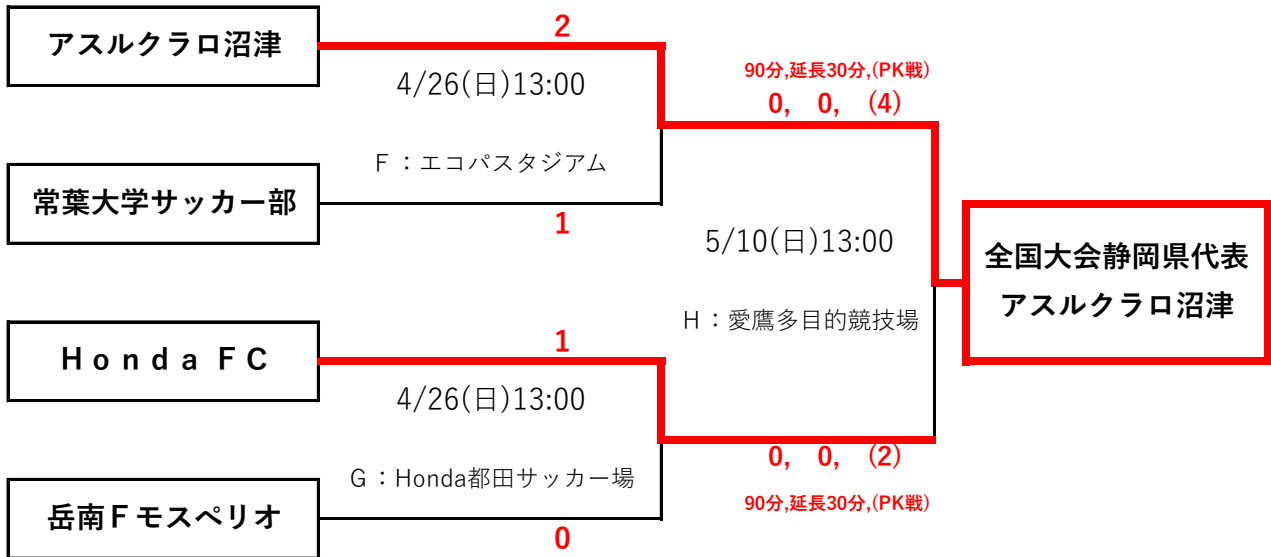 アスルクラロ沼津
2
4/26(日)13:00
Ｆ：エコパスタジアム
常葉大学サッカー部
1
90分,延長30分,(PK戦)
0, 0, (4)
5/10(日)13:00
Ｈ：愛鷹多目的競技場
全国大会静岡県代表
アスルクラロ沼津
Ｈｏｎｄａ ＦＣ
1
4/26(日)13:00
Ｇ：Honda都田サッカー場
岳南Ｆモスペリオ
0
0, 0, (2)
90分,延長30分,(PK戦)